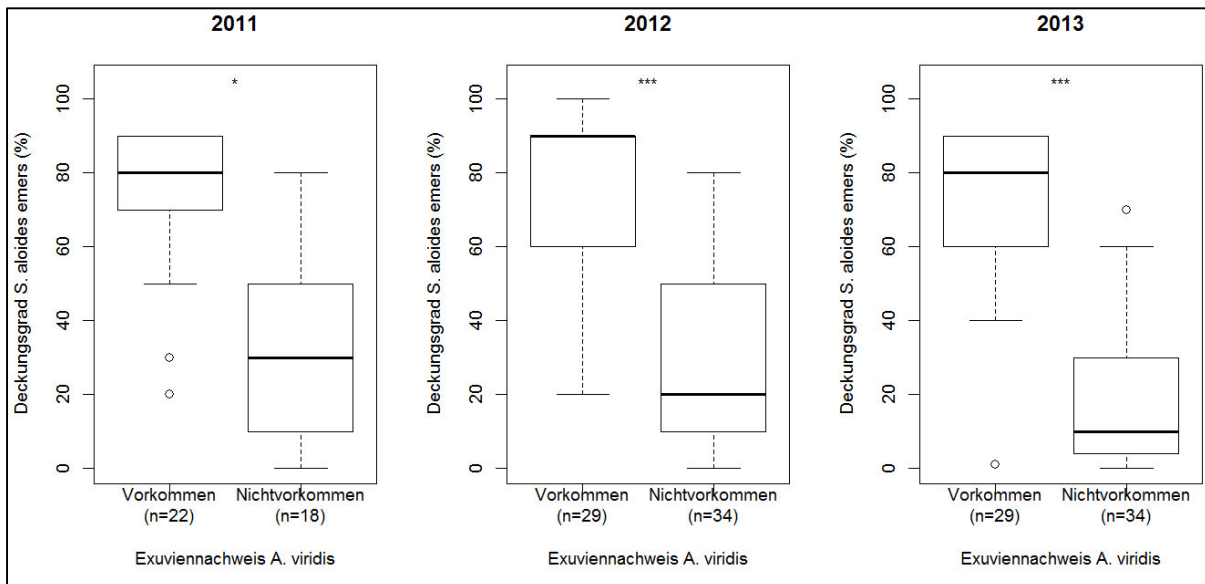 2011
*
Deckungsgrad S. aloides emers (%)
100
80
60
40
20
0
Vorkommen Nichtvorkommen
(n=22) (n=18)
Exuviennachweis A. viridis
2012
***
Deckungsgrad S. aloides emers (%)
100
80
60
40
20
0
Vorkommen Nichtvorkommen
(n=29) (n=34)
Exuviennachweis A. viridis
2013
***
Deckungsgrad S. aloides emers (%)
100
80
60
40
20
0
Vorkommen Nichtvorkommen
(n=29) (n=34)
Exuviennachweis A. viridis